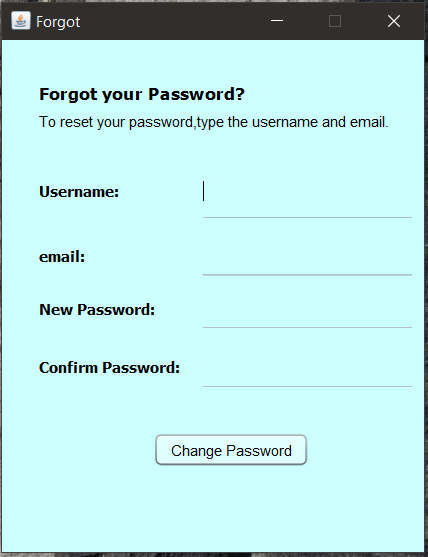 Forgot
Forgot your Password?
To reset your password,type the username and email.
Username:
email:
New Password:
Confirm Password:
Change Password